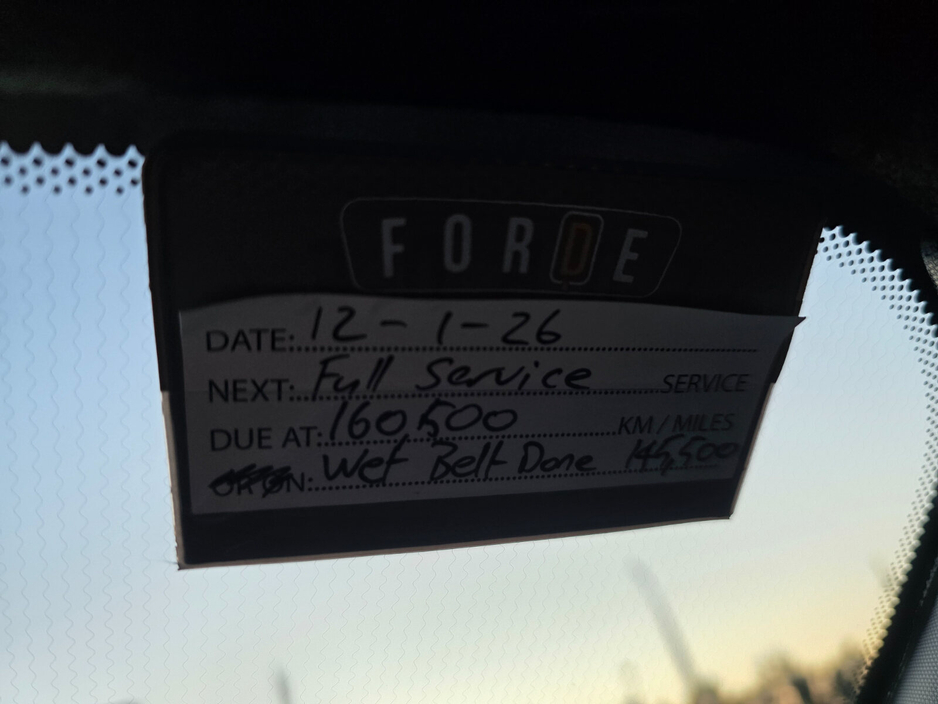 FORDE
DATE: 12-1-26
NEXT: Full Service SERVICE
DUE AT: 160,500 KM / MILES
OR ON: Wet Belt Done 145,500